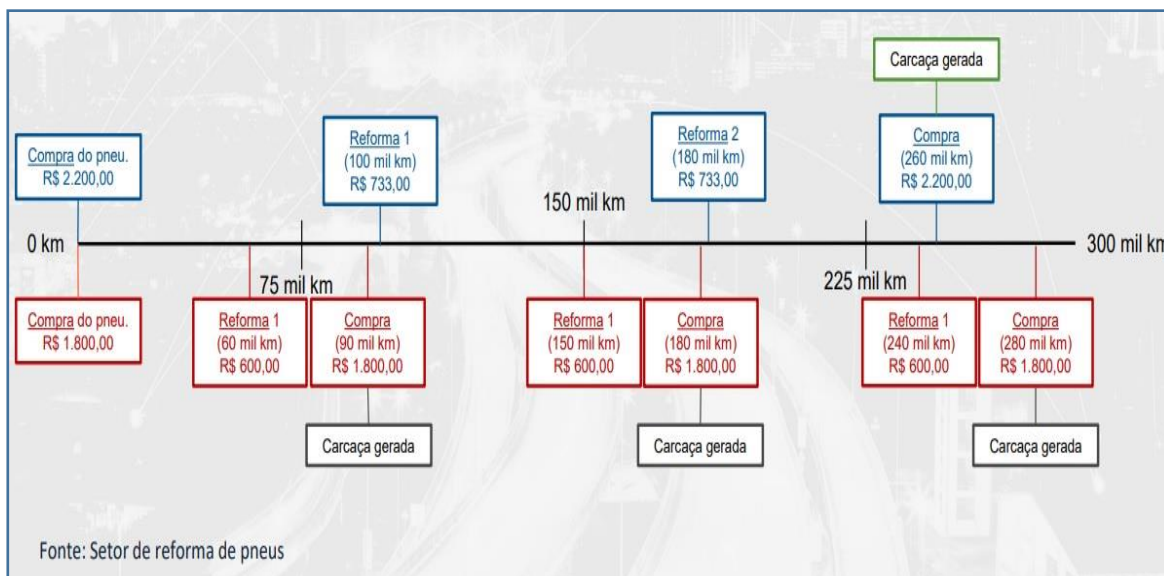 Carcaça gerada
Compra do pneu.
R$ 2.200,00
Reforma 1
(100 mil km)
R$ 733,00
Reforma 2
(180 mil km)
R$ 733,00
Compra
(260 mil km)
R$ 2.200,00
150 mil km
0 km
300 mil km
75 mil km
225 mil km
Compra do pneu.
R$ 1.800,00
Reforma 1
(60 mil km)
R$ 600,00
Compra
(90 mil km)
R$ 1.800,00
Reforma 1
(150 mil km)
R$ 600,00
Compra
(180 mil km)
R$ 1.800,00
Reforma 1
(240 mil km)
R$ 600,00
Compra
(280 mil km)
R$ 1.800,00
Carcaça gerada
Carcaça gerada
Carcaça gerada
Fonte: Setor de reforma de pneus